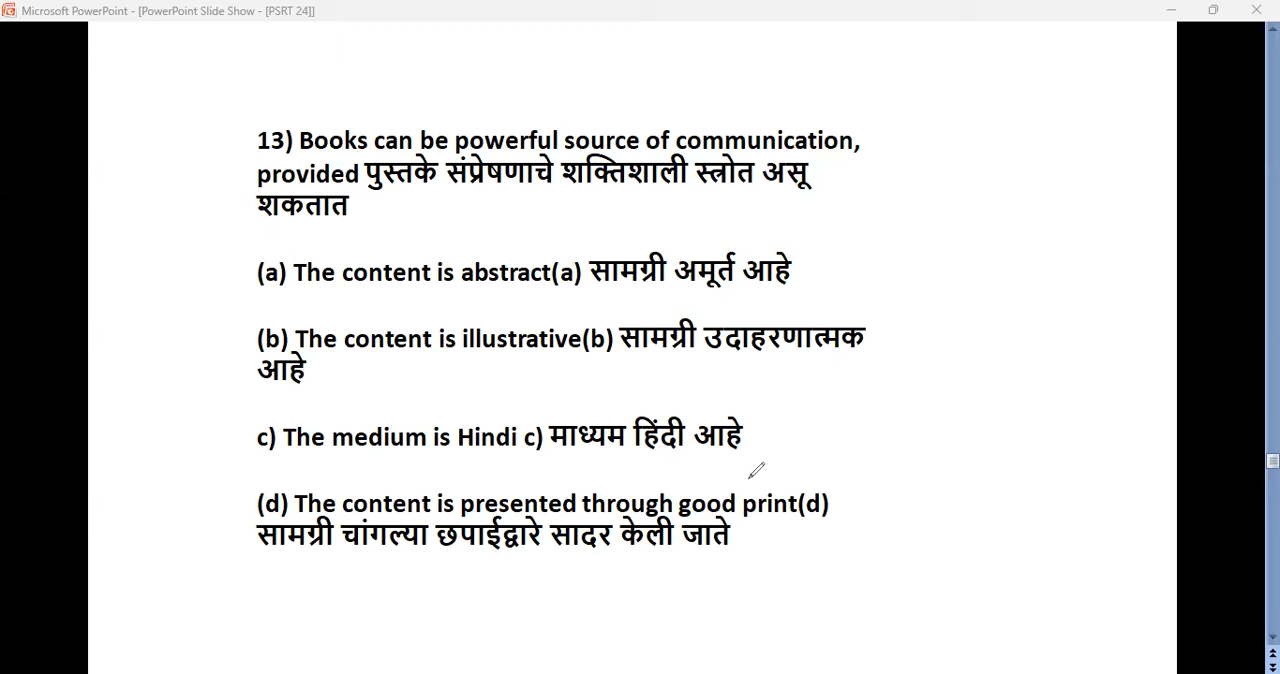 Microsoft PowerPoint - [PowerPoint Slide Show - [PSRT 24]]
13) Books can be powerful source of communication,
provided पुस्तके संप्रेषणाचे शक्तिशाली स्त्रोत असू
शकतात
(a) The content is abstract(a) सामग्री अमूर्त आहे
(b) The content is illustrative(b) सामग्री उदाहरणात्मक
आहे
c) The medium is Hindi c) माध्यम हिंदी आहे
(d) The content is presented through good print(d)
सामग्री चांगल्या छपाईद्वारे सादर केली जाते